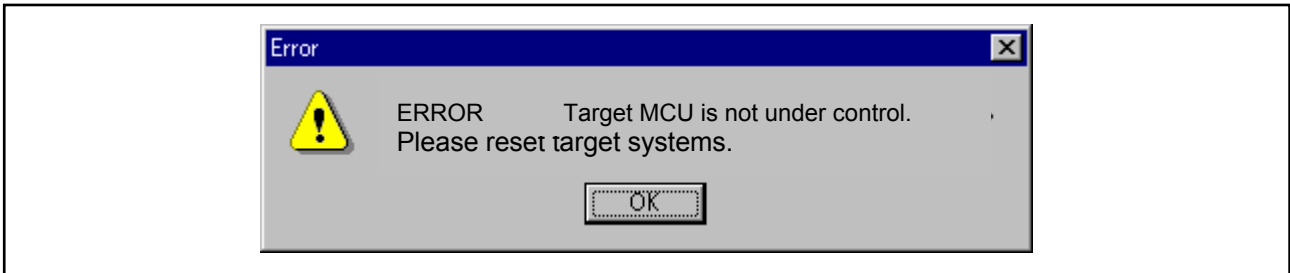 Error
ERROR Target MCU is not under control.
Please reset target systems.
OK